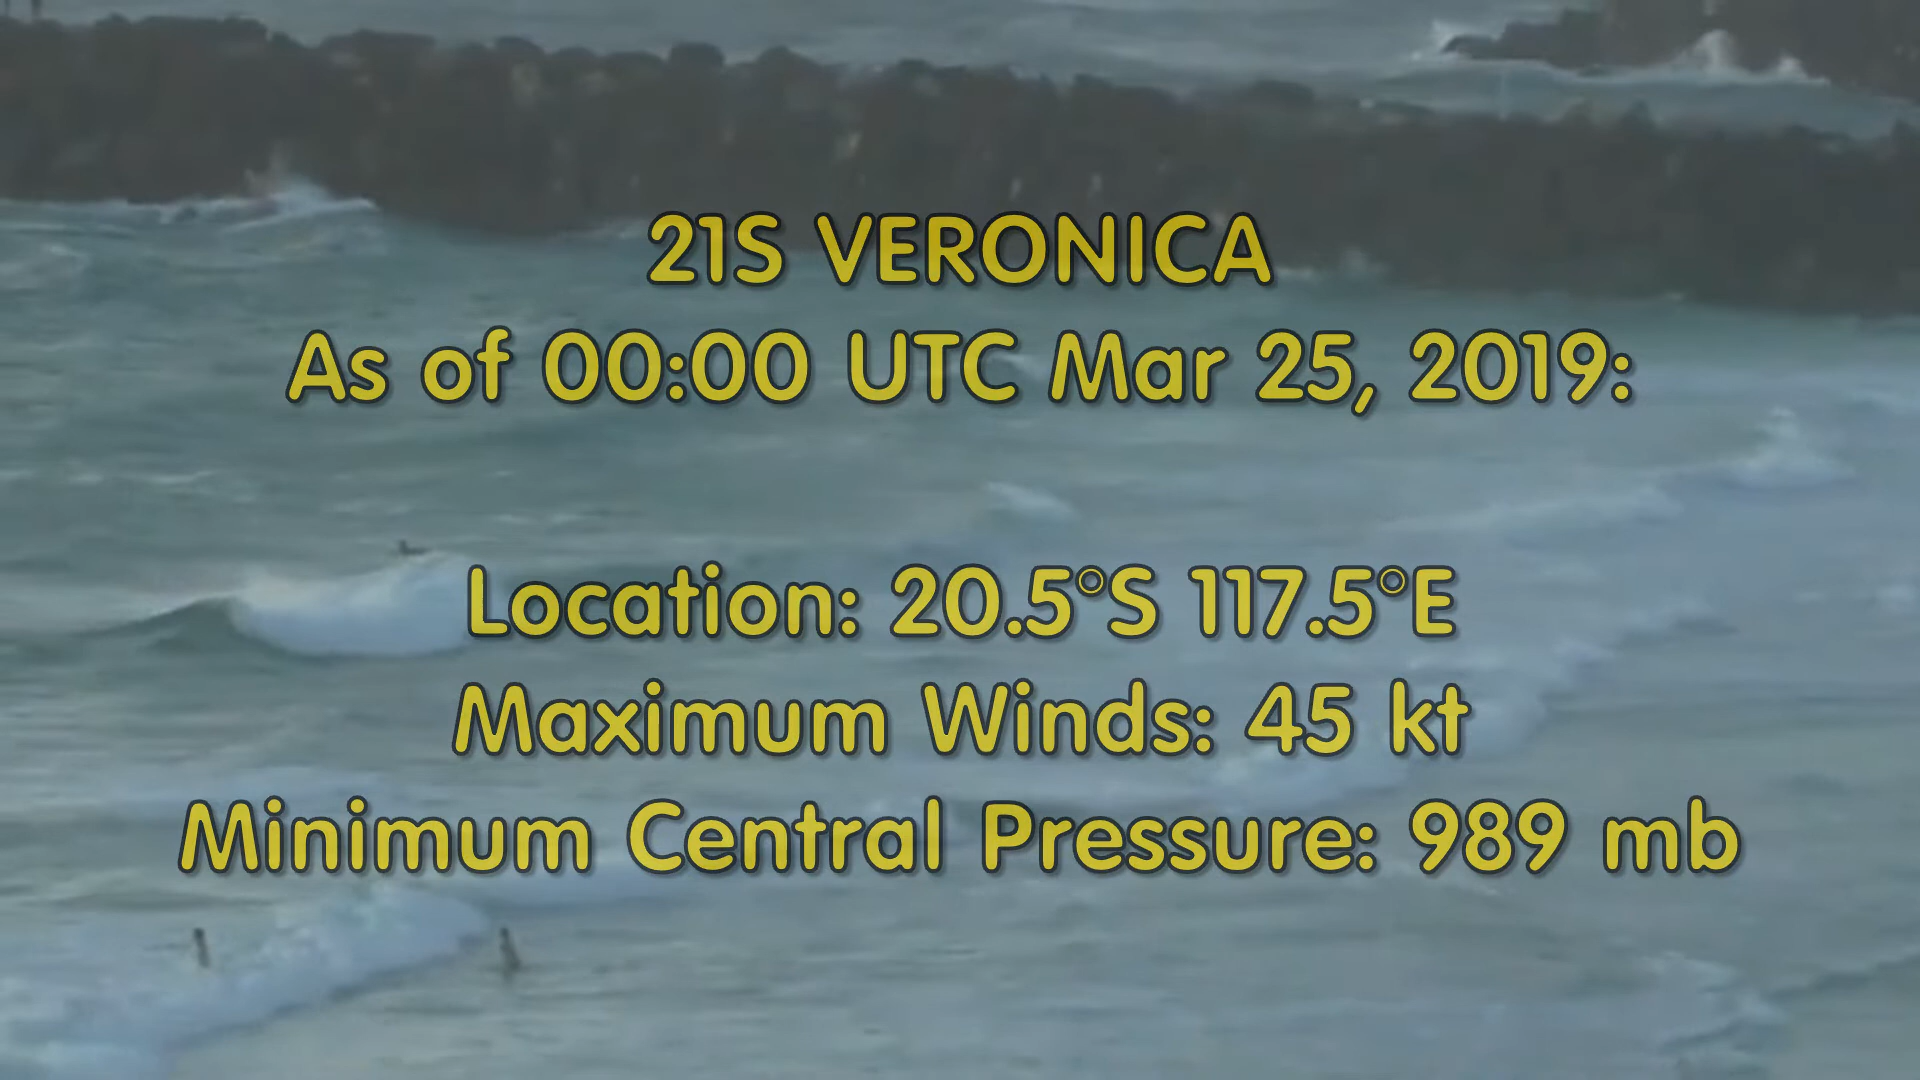 21S VERONICA
As of 00:00 UTC Mar 25, 2019:
Location: 20.5°S 117.5°E
Maximum Winds: 45 kt
Minimum Central Pressure: 989 mb